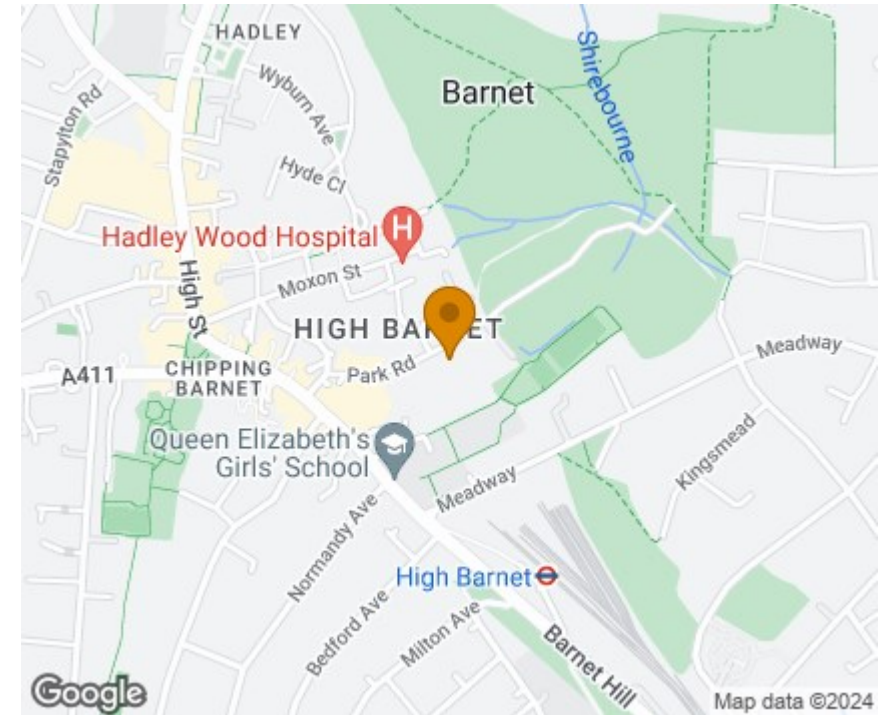 HADLEY
Barnet
Shirebourne
Wyburn Ave
Stapylton Rd
Hyde Cl
Hadley Wood Hospital
H
Moxon St
High St
HIGH BA ET
Meadway
A411
CHIPPING
BARNET
Park Rd
Queen Elizabeth's
Girls' School
Kingsmead
Meadway
Normandy Ave
High Barnet
Bedford Ave
Milton Ave
Barnet Hill
Google
Map data ©2024